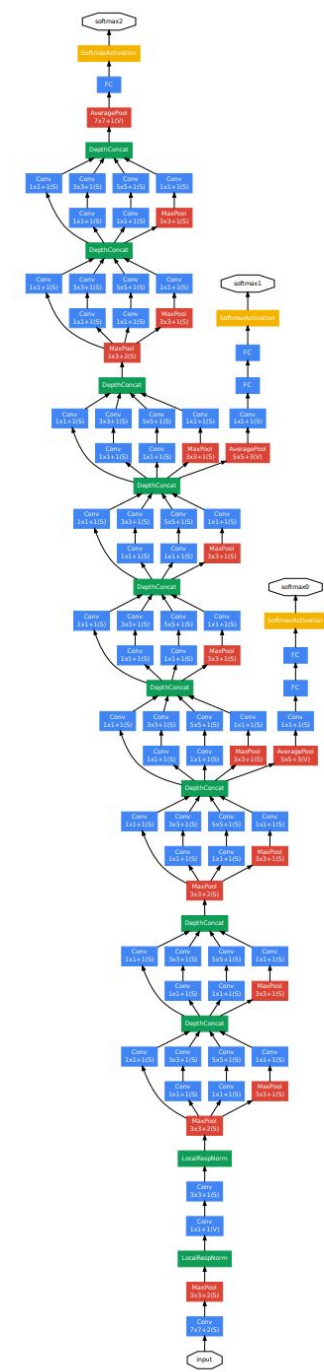 softmax2
SoftmaxActivation
FC
AveragePool
7x7+1(V)
DepthConcat
Conv Conv Conv Conv
1x1+1(S) 3x3+1(S) 5x5+1(S) 1x1+1(S)
Conv Conv MaxPool
1x1+1(S) 1x1+1(S) 3x3+1(S)
DepthConcat
Conv Conv Conv Conv
1x1+1(S) 3x3+1(S) 5x5+1(S) 1x1+1(S)
softmax1
Conv Conv MaxPool
1x1+1(S) 1x1+1(S) 3x3+1(S)
SoftmaxActivation
MaxPool
3x3+2(S)
FC
DepthConcat
FC
Conv Conv Conv Conv Conv
1x1+1(S) 3x3+1(S) 5x5+1(S) 1x1+1(S) 1x1+1(S)
Conv Conv MaxPool AveragePool
1x1+1(S) 1x1+1(S) 3x3+1(S) 5x5+3(V)
DepthConcat
Conv Conv Conv Conv
1x1+1(S) 3x3+1(S) 5x5+1(S) 1x1+1(S)
Conv Conv MaxPool
1x1+1(S) 1x1+1(S) 3x3+1(S)
DepthConcat
softmax0
Conv Conv Conv Conv
1x1+1(S) 3x3+1(S) 5x5+1(S) 1x1+1(S)
SoftmaxActivation
Conv Conv MaxPool
1x1+1(S) 1x1+1(S) 3x3+1(S)
FC
DepthConcat
FC
Conv Conv Conv Conv Conv
1x1+1(S) 3x3+1(S) 5x5+1(S) 1x1+1(S) 1x1+1(S)
Conv Conv MaxPool AveragePool
1x1+1(S) 1x1+1(S) 3x3+1(S) 5x5+3(V)
DepthConcat
Conv Conv Conv Conv
1x1+1(S) 3x3+1(S) 5x5+1(S) 1x1+1(S)
Conv Conv MaxPool
1x1+1(S) 1x1+1(S) 3x3+1(S)
MaxPool
3x3+2(S)
DepthConcat
Conv Conv Conv Conv
1x1+1(S) 3x3+1(S) 5x5+1(S) 1x1+1(S)
Conv Conv MaxPool
1x1+1(S) 1x1+1(S) 3x3+1(S)
DepthConcat
Conv Conv Conv Conv
1x1+1(S) 3x3+1(S) 5x5+1(S) 1x1+1(S)
Conv Conv MaxPool
1x1+1(S) 1x1+1(S) 3x3+1(S)
MaxPool
3x3+2(S)
LocalRespNorm
Conv
3x3+1(S)
Conv
1x1+1(V)
LocalRespNorm
MaxPool
3x3+2(S)
Conv
7x7+2(S)
input